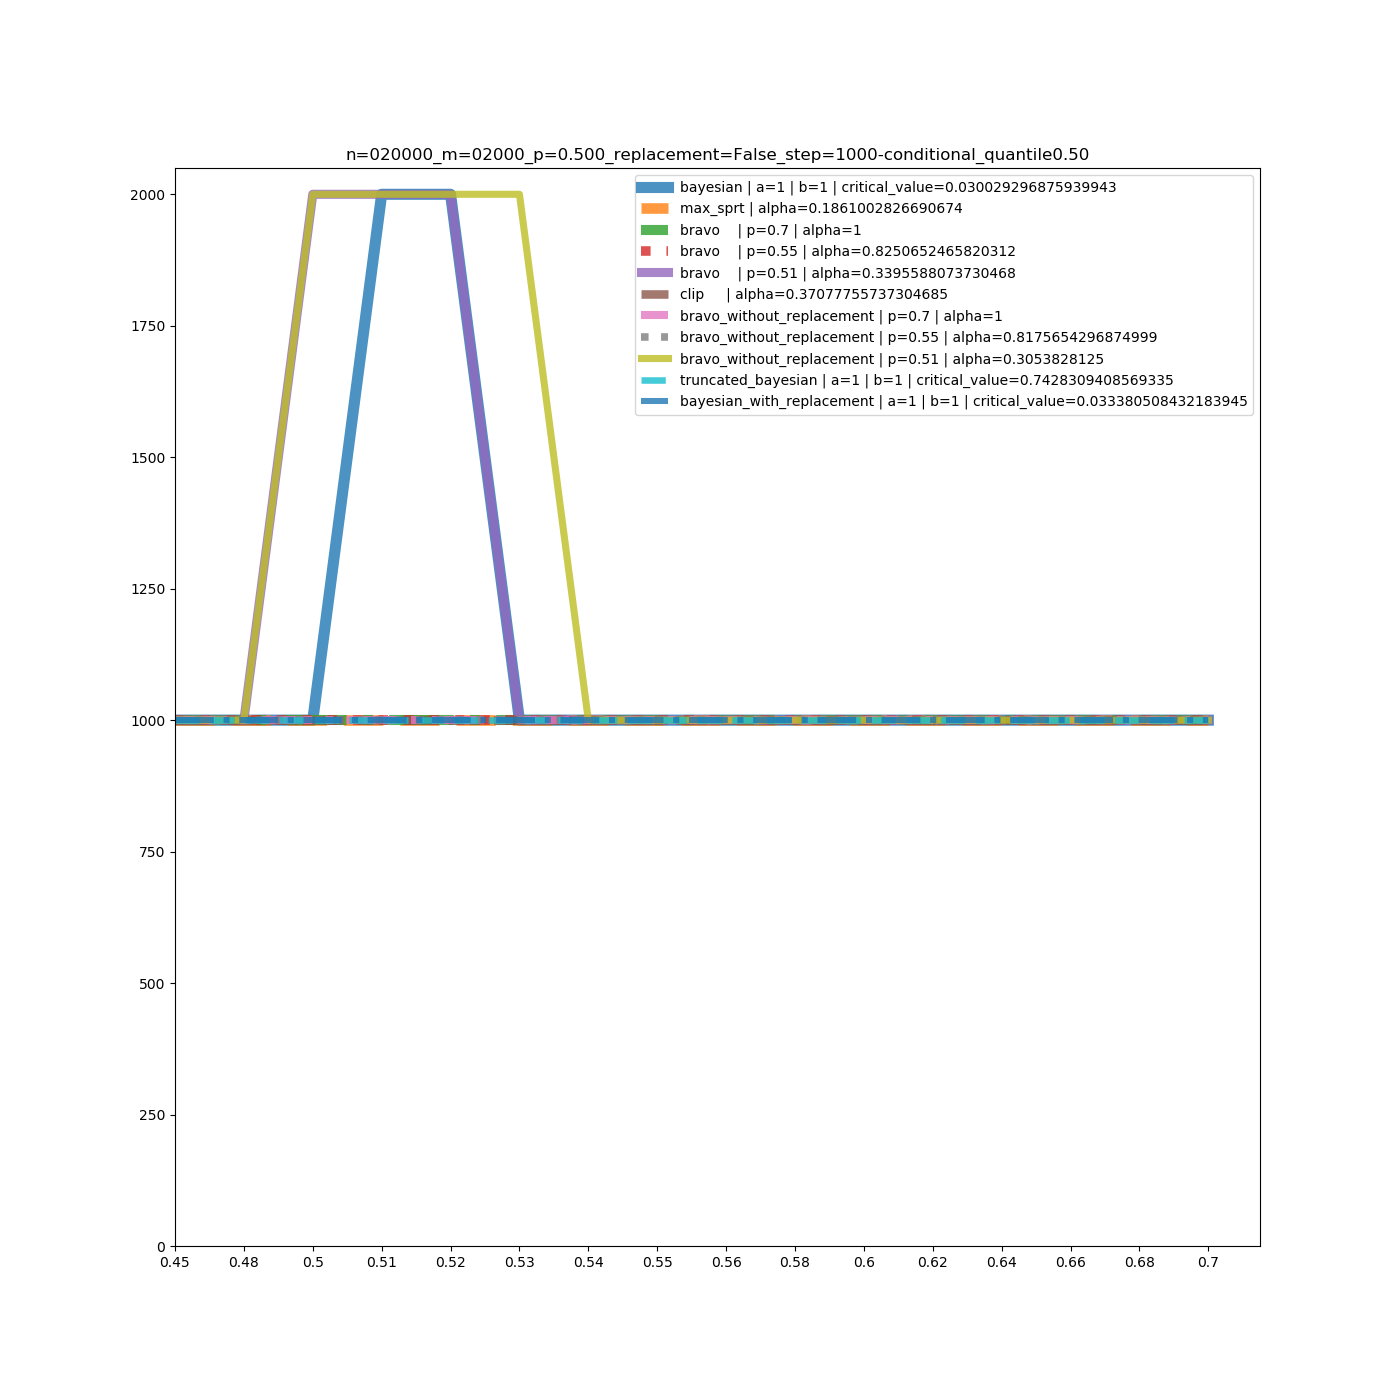 n=020000_m=02000_p=0.500_replacement=False_step=1000-conditional_quantile0.50
bayesian | a=1 | b=1 | critical_value=0.030029296875939943
max_sprt | alpha=0.1861002826690674
bravo    | p=0.7 | alpha=1
bravo    | p=0.55 | alpha=0.8250652465820312
bravo    | p=0.51 | alpha=0.3395588073730468
clip     | alpha=0.37077755737304685
bravo_without_replacement | p=0.7 | alpha=1
bravo_without_replacement | p=0.55 | alpha=0.8175654296874999
bravo_without_replacement | p=0.51 | alpha=0.3053828125
truncated_bayesian | a=1 | b=1 | critical_value=0.7428309408569335
bayesian_with_replacement | a=1 | b=1 | critical_value=0.033380508432183945
2000
1750
1500
1250
1000
750
500
250
0
0.45 0.48 0.5 0.51 0.52 0.53 0.54 0.55 0.56 0.58 0.6 0.62 0.64 0.66 0.68 0.7